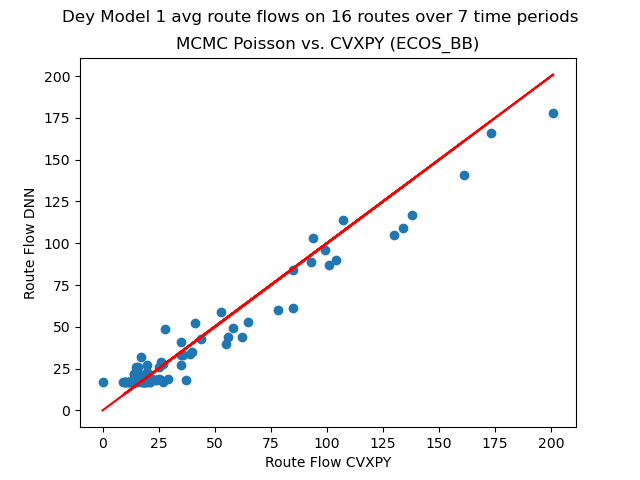 Dey Model 1 avg route flows on 16 routes over 7 time periods
MCMC Poisson vs. CVXPY (ECOS_BB)
200
175
150
125
100
75
50
25
0
Route Flow DNN
0 25 50 75 100 125 150 175 200
Route Flow CVXPY